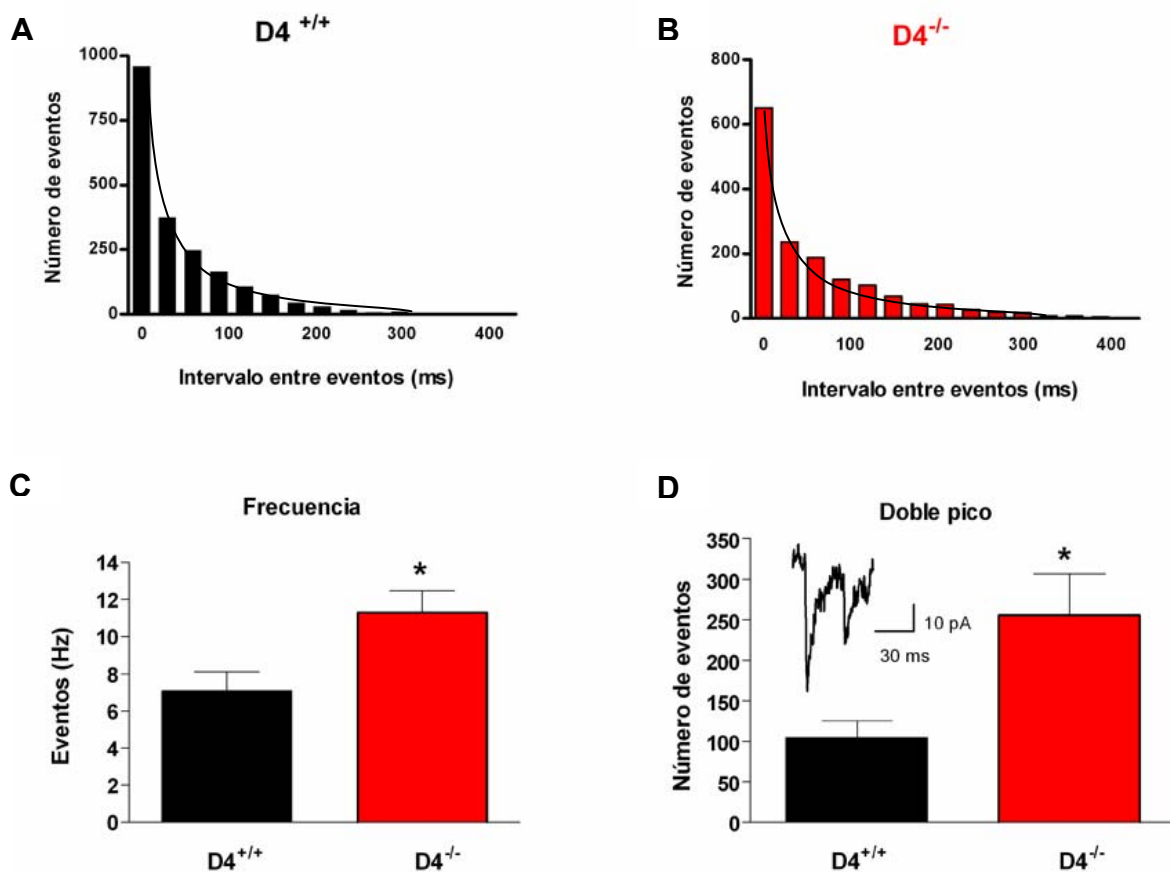 A
D4 +/+
1000
750
500
250
0
Número de eventos
0 100 200 300 400
Intervalo entre eventos (ms)
B
D4-/-
800
600
400
200
0
Número de eventos
0 100 200 300 400
Intervalo entre eventos (ms)
C
Frecuencia
14
12
10
8
6
4
2
0
Eventos (Hz)
*
D4+/+ D4-/-
D
Doble pico
350
300
250
200
150
100
50
0
Número de eventos
10 pA
30 ms
*
D4+/+ D4-/-